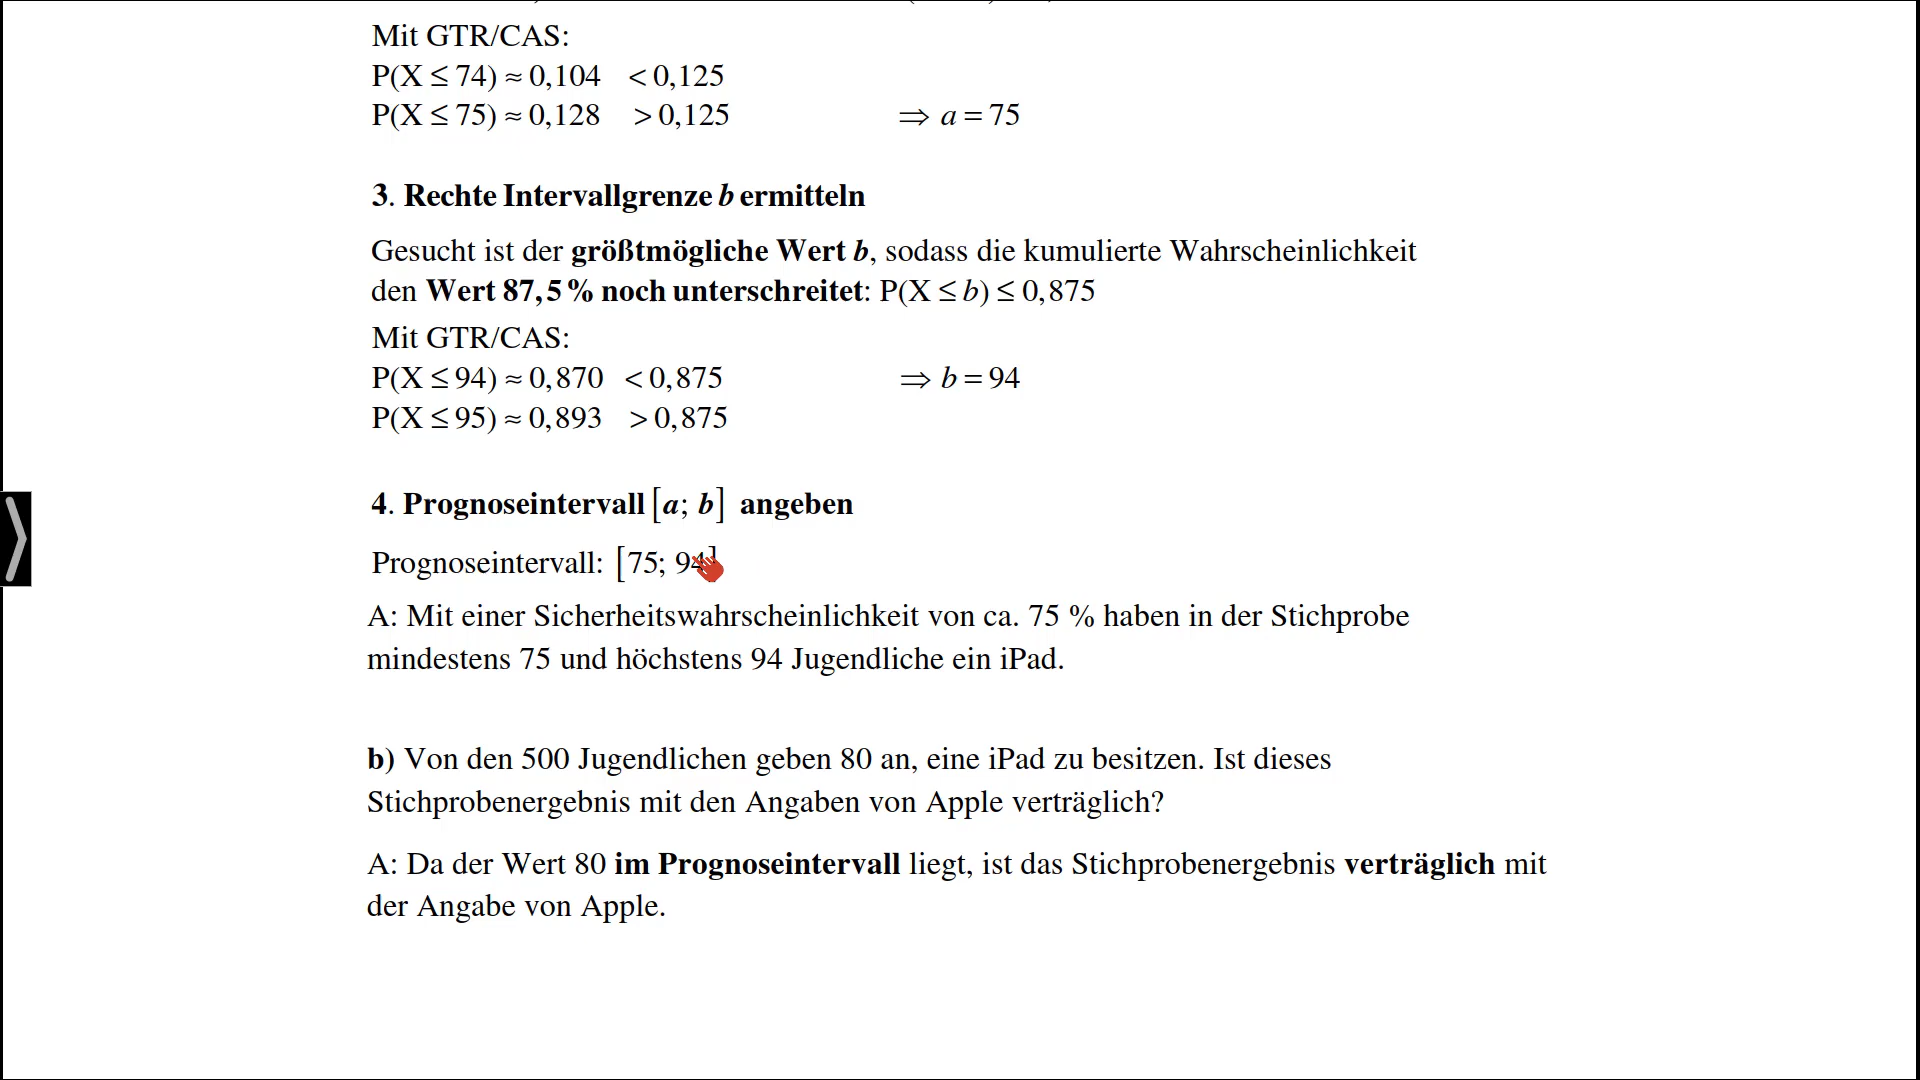 Mit GTR/CAS:
P(X ≤ 74) ≈ 0,104 < 0,125
P(X ≤ 75) ≈ 0,128 > 0,125 ⇒ a = 75
3. Rechte Intervallgrenze b ermitteln
Gesucht ist der größtmögliche Wert b, sodass die kumulierte Wahrscheinlichkeit
den Wert 87,5 % noch unterschreitet: P(X ≤ b) ≤ 0,875
Mit GTR/CAS:
P(X ≤ 94) ≈ 0,870 < 0,875 ⇒ b = 94
P(X ≤ 95) ≈ 0,893 > 0,875
4. Prognoseintervall [a; b] angeben
Prognoseintervall: [75; 94]
A: Mit einer Sicherheitswahrscheinlichkeit von ca. 75 % haben in der Stichprobe
mindestens 75 und höchstens 94 Jugendliche ein iPad.
b) Von den 500 Jugendlichen geben 80 an, eine iPad zu besitzen. Ist dieses
Stichprobenergebnis mit den Angaben von Apple verträglich?
A: Da der Wert 80 im Prognoseintervall liegt, ist das Stichprobenergebnis verträglich mit
der Angabe von Apple.